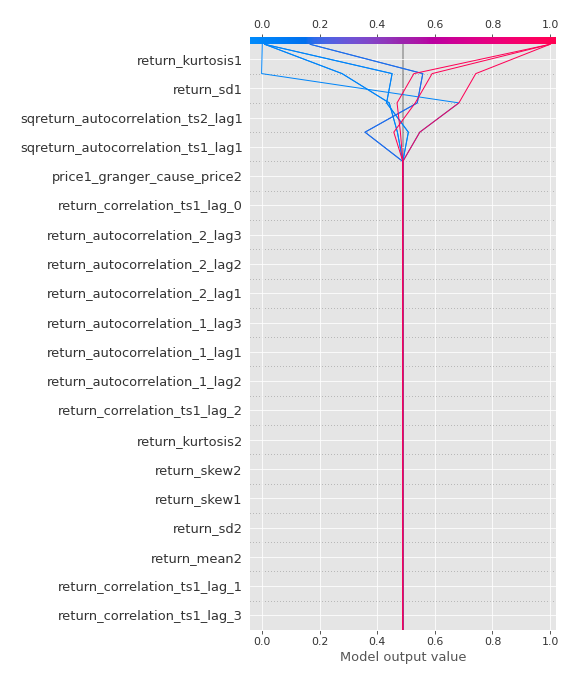 0.0 0.2 0.4 0.6 0.8 1.0
return_kurtosis1
return_sd1
sqreturn_autocorrelation_ts2_lag1
sqreturn_autocorrelation_ts1_lag1
price1_granger_cause_price2
return_correlation_ts1_lag_0
return_autocorrelation_2_lag3
return_autocorrelation_2_lag2
return_autocorrelation_2_lag1
return_autocorrelation_1_lag3
return_autocorrelation_1_lag1
return_autocorrelation_1_lag2
return_correlation_ts1_lag_2
return_kurtosis2
return_skew2
return_skew1
return_sd2
return_mean2
return_correlation_ts1_lag_1
return_correlation_ts1_lag_3
0.0 0.2 0.4 0.6 0.8 1.0
Model output value